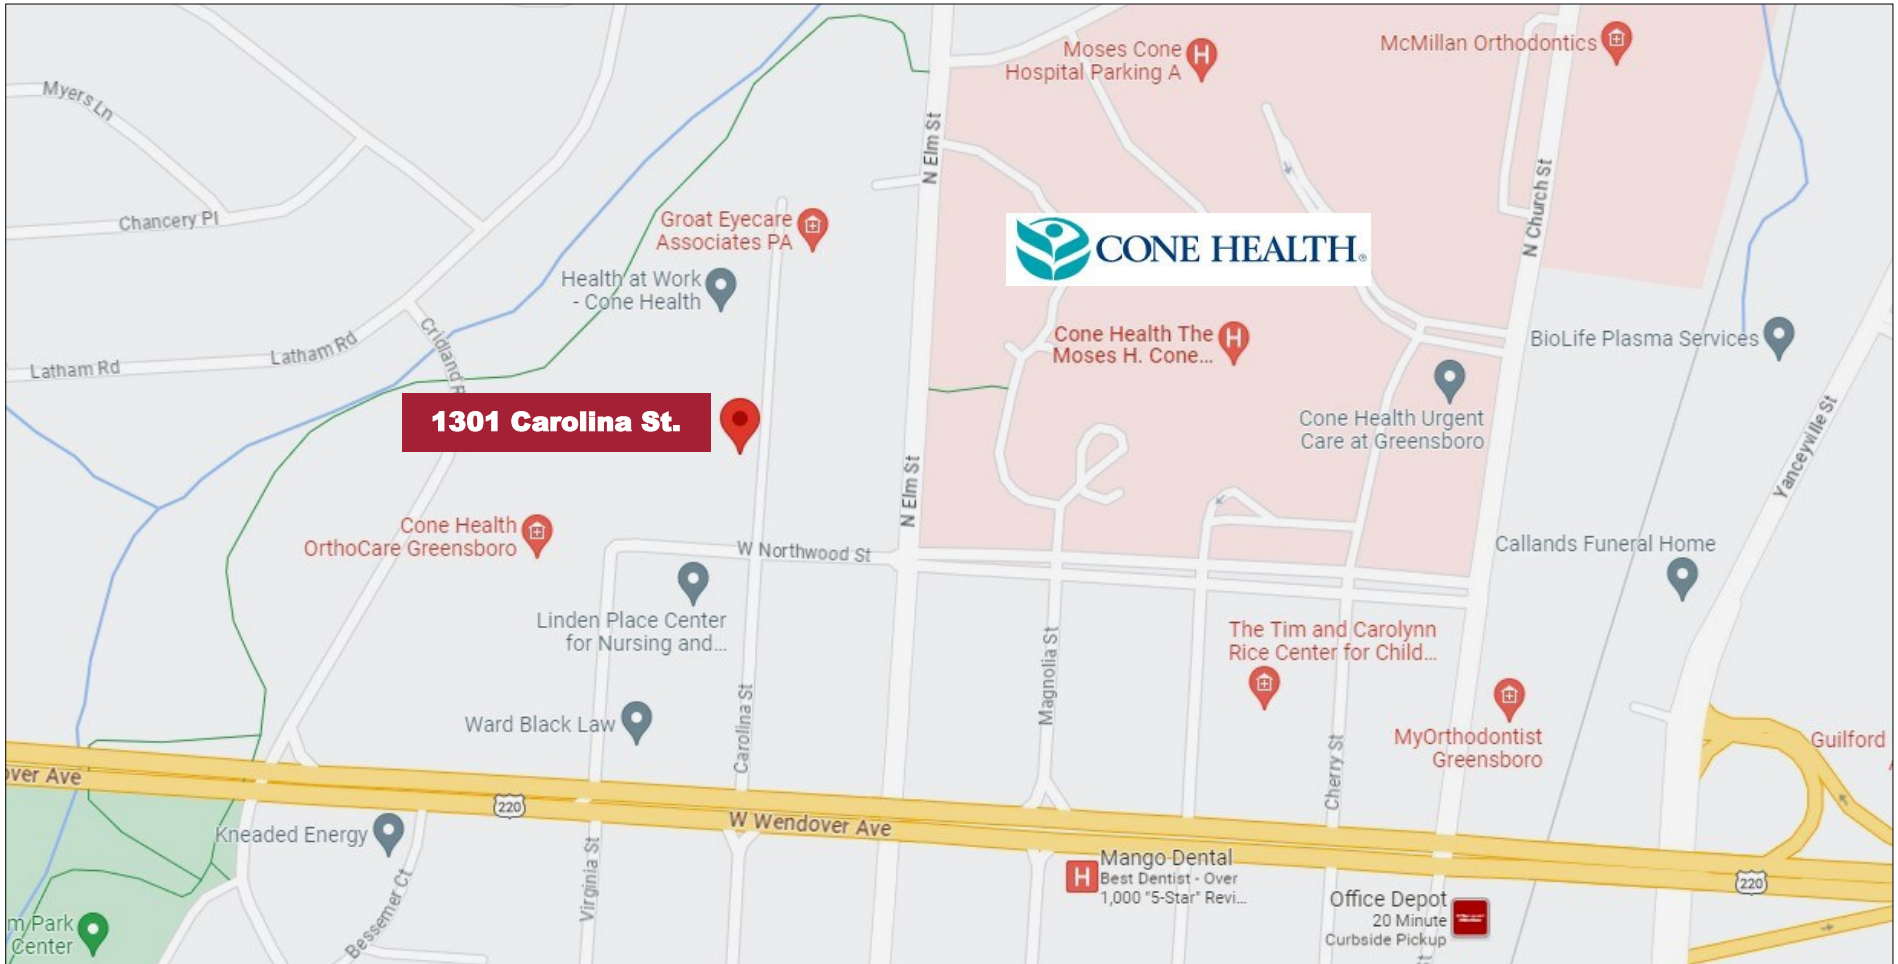 Moses Cone
Hospital Parking A
McMillan Orthodontics
Myers Ln
N Elm St
N Church St
Chancery Pl
Groat Eyecare
Associates PA
CONE HEALTH®
Health at Work
- Cone Health
Cridland R
Cone Health The
Moses H. Cone...
BioLife Plasma Services
Latham Rd
Latham Rd
1301 Carolina St.
Cone Health Urgent
Care at Greensboro
Yanceyville St
N Elm St
Cone Health
OrthoCare Greensboro
W Northwood St
Callands Funeral Home
Linden Place Center
for Nursing and...
The Tim and Carolynn
Rice Center for Child...
Magnolia St
Carolina St
Ward Black Law
Cherry St
MyOrthodontist
Greensboro
Guilford
over Ave
220
W Wendover Ave
Kneaded Energy
Virginia St
Bessemer Ct
Mango Dental
Best Dentist - Over
1,000 "5-Star" Revi...
220
Office Depot
20 Minute
Curbside Pickup
m Park
Center
St